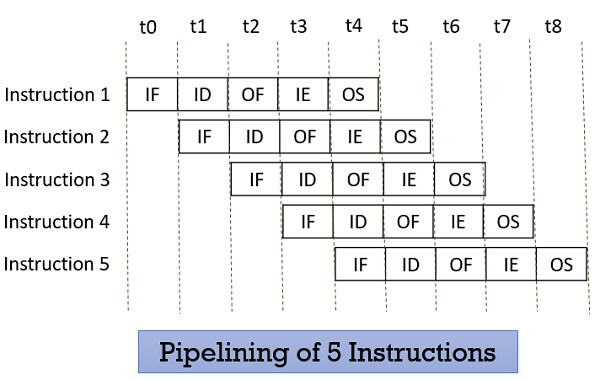 t0 t1 t2 t3 t4 t5 t6 t7 t8
Instruction 1 IF ID OF IE OS
Instruction 2 IF ID OF IE OS
Instruction 3 IF ID OF IE OS
Instruction 4 IF ID OF IE OS
Instruction 5 IF ID OF IE OS
Pipelining of 5 Instructions